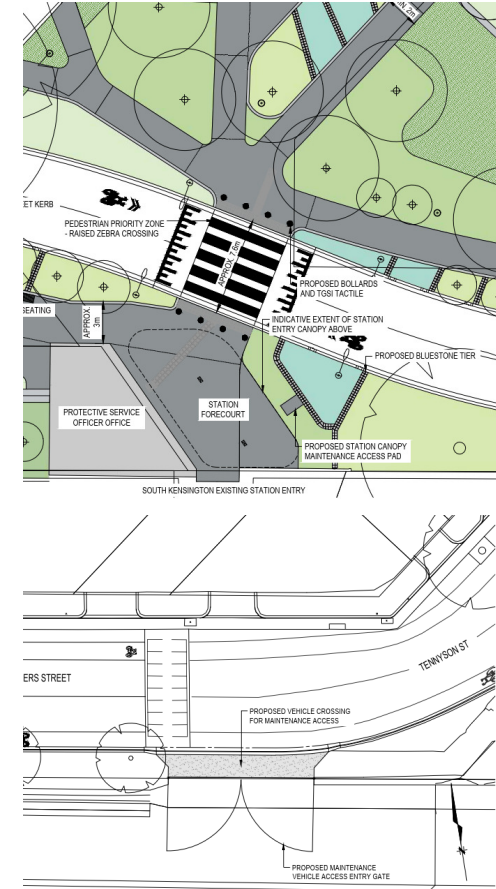 N 2m
ET KERB
PEDESTRIAN PRIORITY ZONE
- RAISED ZEBRA CROSSING
APPROX. 7.6m
PROPOSED BOLLARDS
AND TGSI TACTILE
SEATING
APPROX.
3m
INDICATIVE EXTENT OF STATION
ENTRY CANOPY ABOVE
PROPOSED BLUESTONE TIER
PROTECTIVE SERVICE
OFFICER OFFICE
STATION
FORECOURT
PROPOSED STATION CANOPY
MAINTENANCE ACCESS PAD
SOUTH KENSINGTON EXISTING STATION ENTRY
TENNYSON ST
ERS STREET
PROPOSED VEHICLE CROSSING
FOR MAINTENANCE ACCESS
PROPOSED MAINTENANCE
VEHICLE ACCESS ENTRY GATE